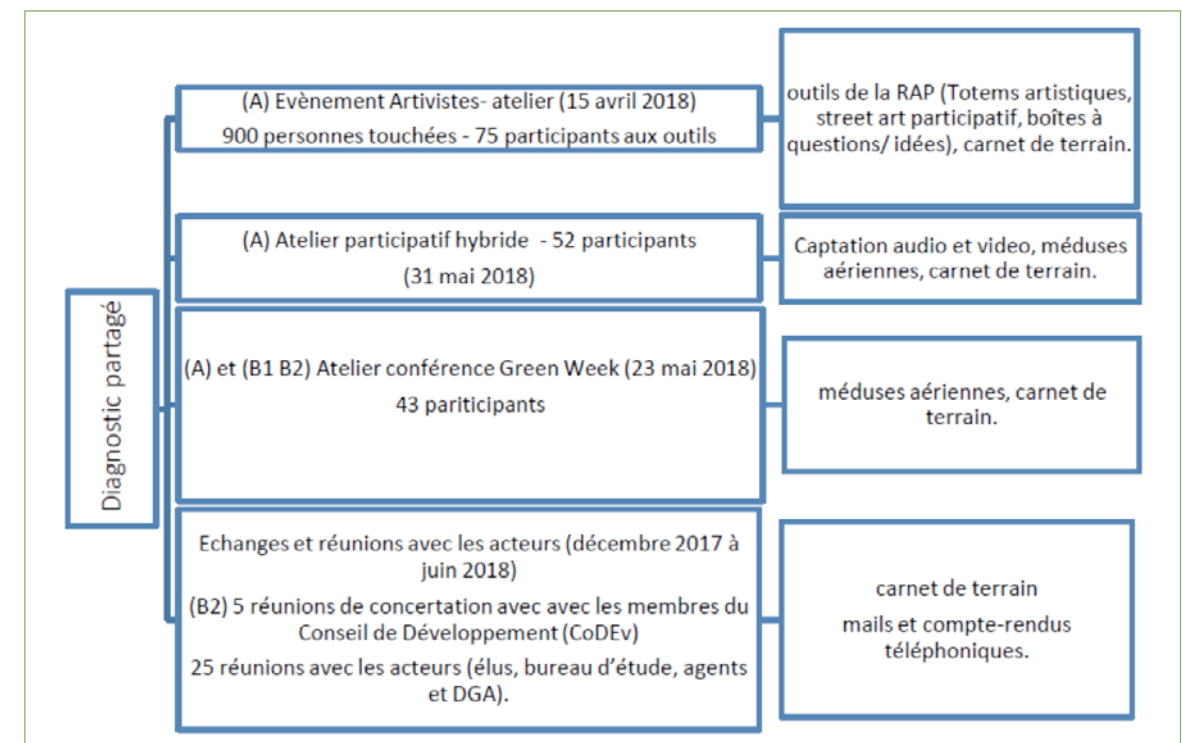 Diagnostic partagé
(A) Evènement Artivistes- atelier (15 avril 2018)
900 personnes touchées - 75 participants aux outils
outils de la RAP (Totems artistiques,
street art participatif, boîtes à
questions/ idées), carnet de terrain.
(A) Atelier participatif hybride - 52 participants
(31 mai 2018)
Captation audio et video, méduses
aériennes, carnet de terrain.
(A) et (B1 B2) Atelier conférence Green Week (23 mai 2018)
43 pariticipants
méduses aériennes, carnet de
terrain.
Echanges et réunions avec les acteurs (décembre 2017 à
juin 2018)
(B2) 5 réunions de concertation avec avec les membres du
Conseil de Développement (CoDEv)
25 réunions avec les acteurs (élus, bureau d'étude, agents
et DGA).
carnet de terrain
mails et compte-rendus
téléphoniques.